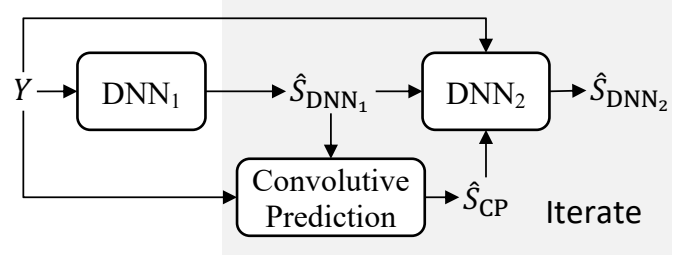 Y
DNN₁
Ŝ_DNN₁
DNN₂
Ŝ_DNN₂
Convolutive
Prediction
Ŝ_CP
Iterate